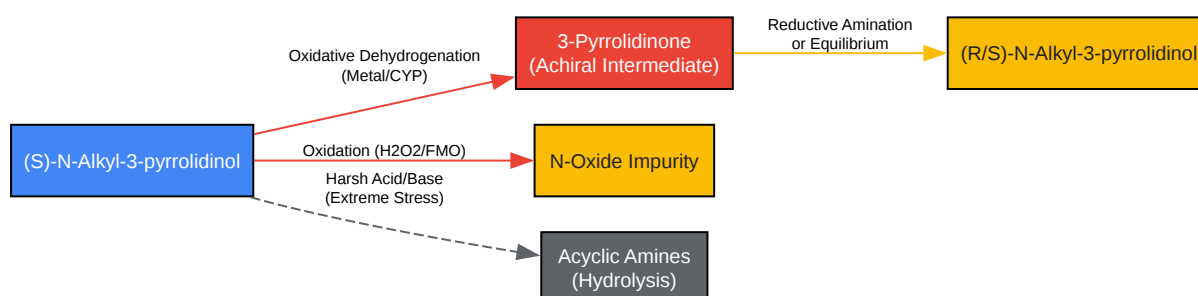 Reductive Amination
or Equilibrium
3-Pyrrolidinone
(Achiral Intermediate)
(R/S)-N-Alkyl-3-pyrrolidinol
Oxidative Dehydrogenation
(Metal/CYP)
(S)-N-Alkyl-3-pyrrolidinol
Oxidation (H2O2/FMO)
N-Oxide Impurity
Harsh Acid/Base
(Extreme Stress)
Acyclic Amines
(Hydrolysis)